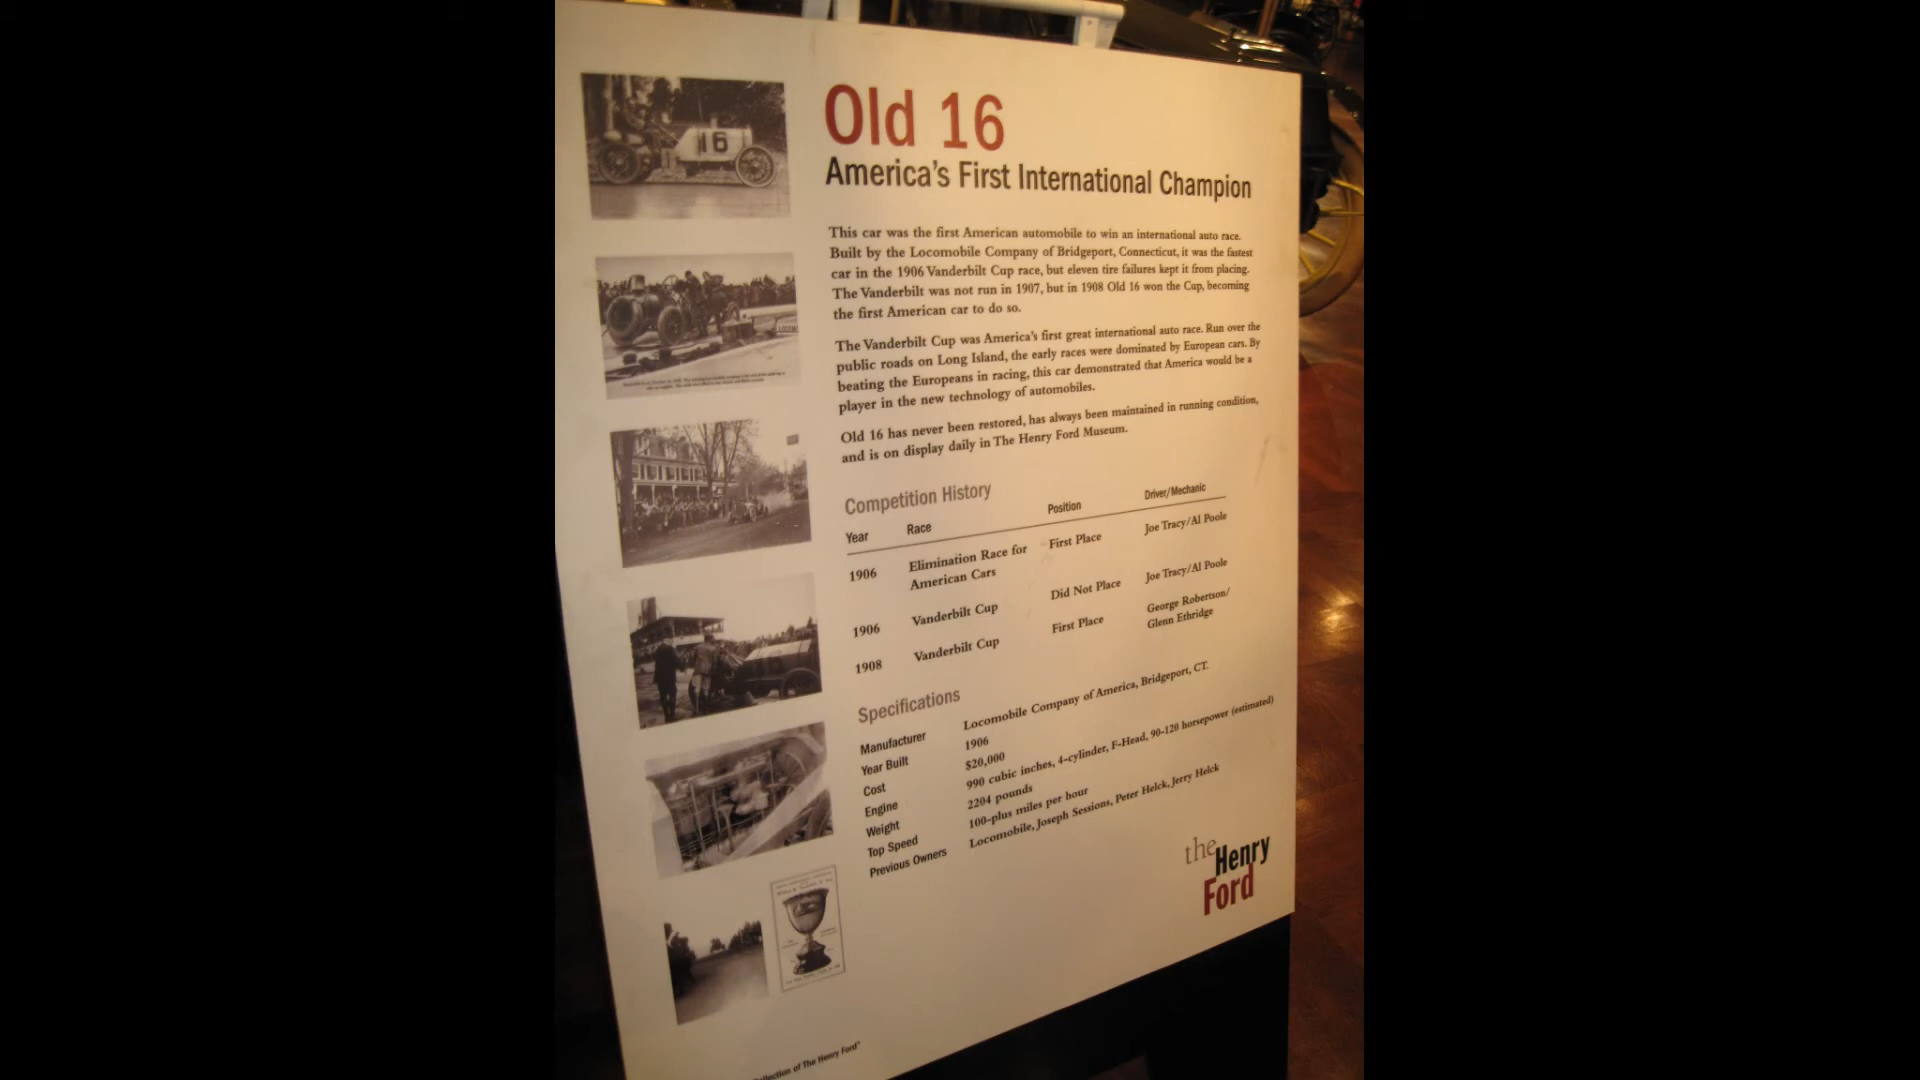 Old 16
America's First International Champion
This car was the first American automobile to win an international auto race.
Built by the Locomobile Company of Bridgeport, Connecticut, it was the fastest
car in the 1906 Vanderbilt Cup race, but eleven tire failures kept it from placing.
The Vanderbilt was not run in 1907, but in 1908 Old 16 won the Cup, becoming
the first American car to do so.
The Vanderbilt Cup was America's first great international auto race. Run over the
public roads on Long Island, the early races were dominated by European cars. By
beating the Europeans in racing, this car demonstrated that America would be a
player in the new technology of automobiles.
Old 16 has never been restored, has always been maintained in running condition,
and is on display daily in The Henry Ford Museum.
Competition History
Year Race Position Driver/Mechanic
1906 Elimination Race for First Place Joe Tracy/Al Poole
American Cars
1906 Vanderbilt Cup Did Not Place Joe Tracy/Al Poole
1908 Vanderbilt Cup First Place George Robertson/
Glenn Ethridge
Specifications
Manufacturer Locomobile Company of America, Bridgeport, CT.
Year Built 1906
Cost $20,000
Engine 990 cubic inches, 4-cylinder, F-Head, 90-120 horsepower (estimated)
Weight 2204 pounds
Top Speed 100-plus miles per hour
Previous Owners Locomobile, Joseph Sessions, Peter Helck, Jerry Helck
the Henry
Ford
of The Henry Ford"
16